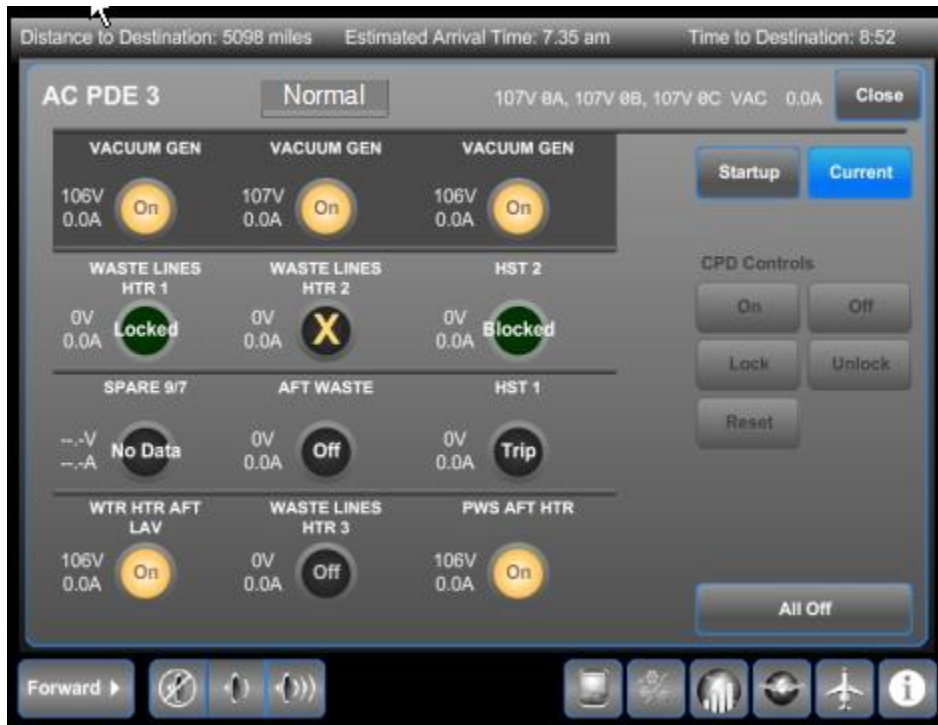 Distance to Destination: 5098 miles Estimated Arrival Time: 7.35 am Time to Destination: 8:52
AC PDE 3 Normal 107V ΘA, 107V ΘB, 107V ΘC VAC 0.0A Close
VACUUM GEN VACUUM GEN VACUUM GEN
Startup Current
106V 107V 106V
On On On
0.0A 0.0A 0.0A
WASTE LINES WASTE LINES HST 2
HTR 1 HTR 2
CPD Controls
0V 0V 0V
Locked X Blocked
0.0A 0.0A 0.0A
On Off
Lock Unlock
SPARE 9/7 AFT WASTE HST 1
Reset
--.-V 0V 0V
No Data Off Trip
--.-A 0.0A 0.0A
WTR HTR AFT WASTE LINES PWS AFT HTR
LAV HTR 3
106V 0V 106V
On Off On
0.0A 0.0A 0.0A
All Off
Forward